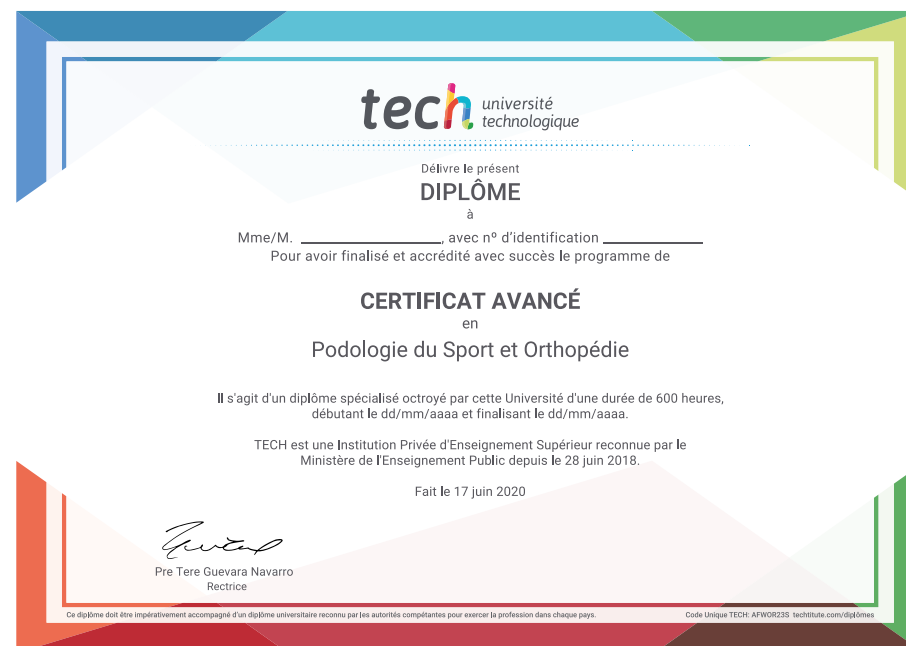 tech université
technologique
Délivre le présent
DIPLÔME
à
Mme/M. ____________________, avec nº d'identification ______________
Pour avoir finalisé et accrédité avec succès le programme de
CERTIFICAT AVANCÉ
en
Podologie du Sport et Orthopédie
Il s'agit d'un diplôme spécialisé octroyé par cette Université d'une durée de 600 heures,
débutant le dd/mm/aaaa et finalisant le dd/mm/aaaa.
TECH est une Institution Privée d'Enseignement Supérieur reconnue par le
Ministère de l'Enseignement Public depuis le 28 juin 2018.
Fait le 17 juin 2020
Pre Tere Guevara Navarro
Rectrice
Ce diplôme doit être impérativement accompagné d'un diplôme universitaire reconnu par les autorités compétantes pour exercer la profession dans chaque pays.
Code Unique TECH: AFWOR23S techtitute.com/diplômes